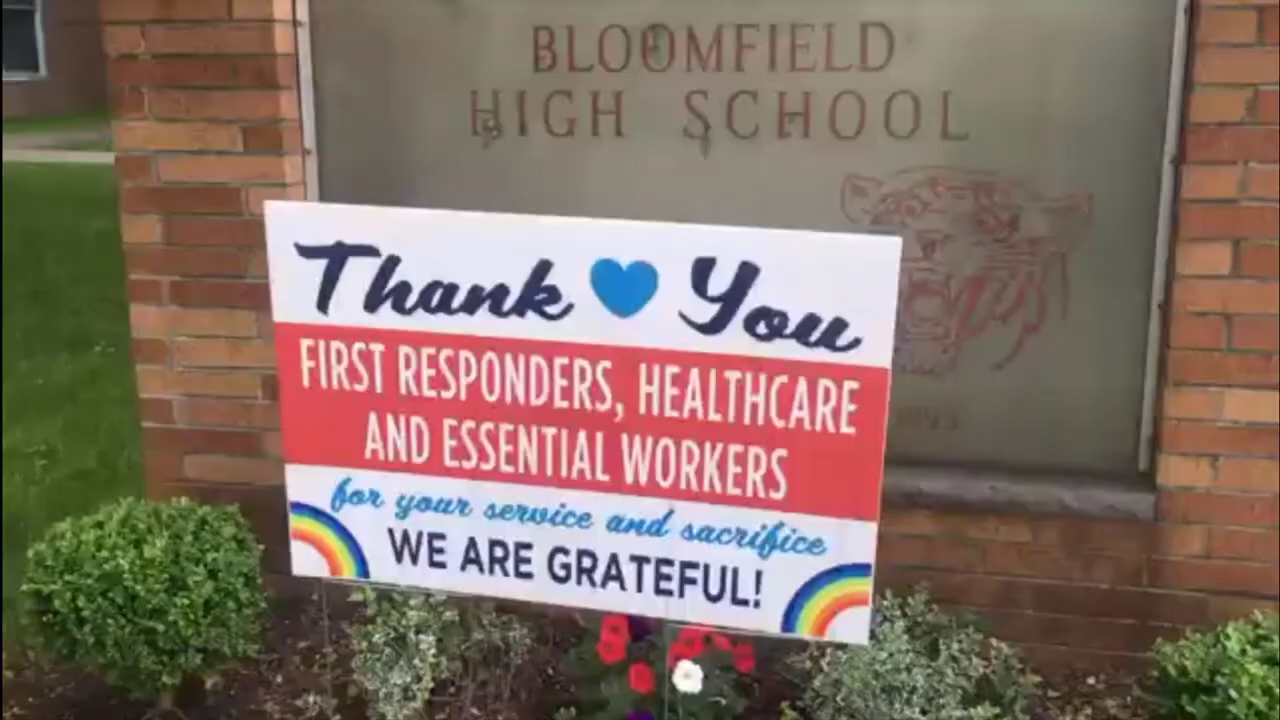 BLOOMFIELD
HIGH SCHOOL
Thank You
FIRST RESPONDERS, HEALTHCARE
AND ESSENTIAL WORKERS
for your service and sacrifice
WE ARE GRATEFUL!